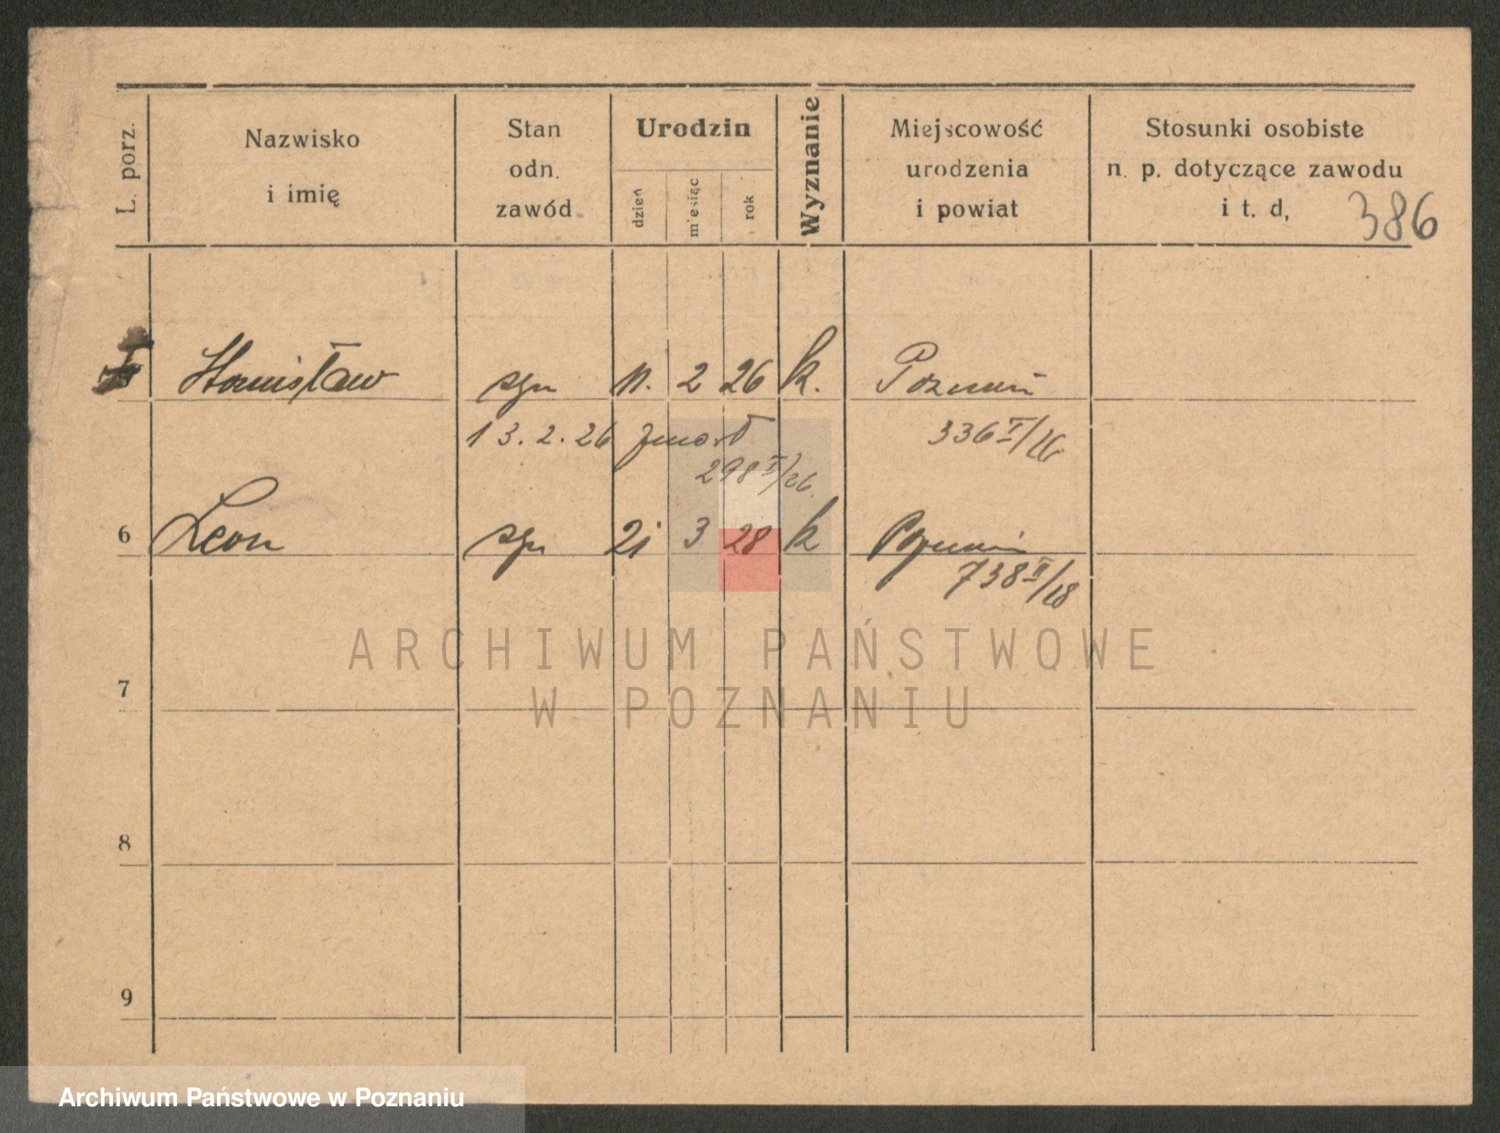 L. porz.
Nazwisko
i imię
Stan
odn.
zawód
Urodzin
dzień
miesiąc
rok
Wyznanie
Miejscowość
urodzenia
i powiat
Stosunki osobiste
n. p. dotyczące zawodu
i t. d,
386
Stanisław syn 11. 2 26 k. Poznań
13. 2. 26 zmarł 336 I/26
298 I/26.
6 Leon syn 21 3 28 k Poznań
738 II/28
ARCHIWUM PAŃSTWOWE
W POZNANIU
7
8
9
Archiwum Państwowe w Poznaniu